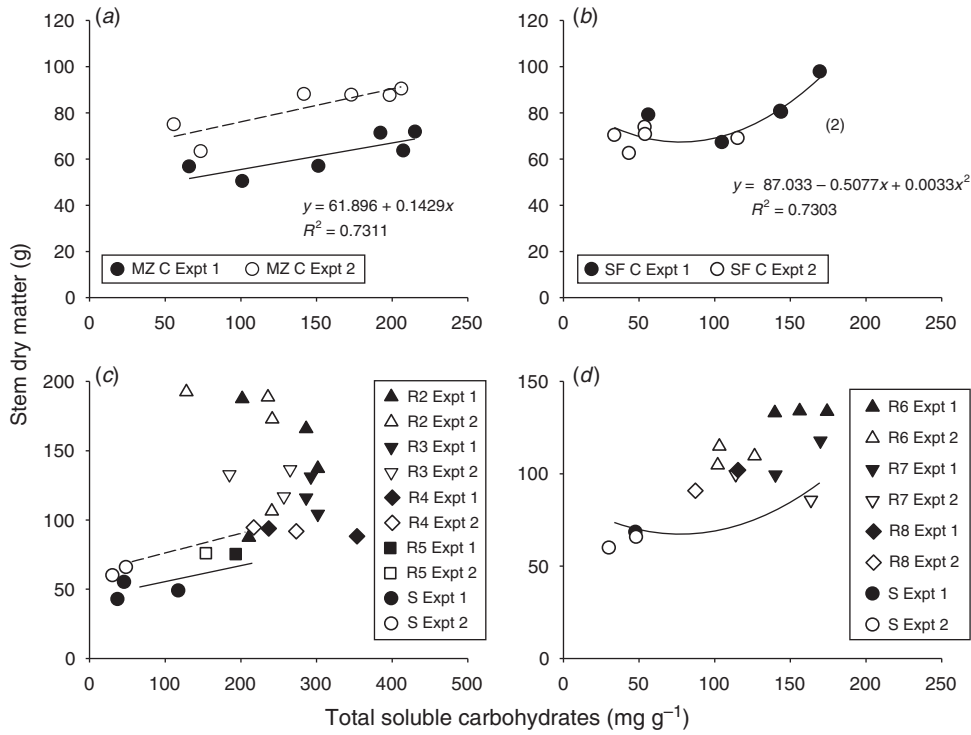 (a)
120
100
80
60
40
20
0
y = 61.896 + 0.1429x
R² = 0.7311
MZ C Expt 1 MZ C Expt 2
0 50 100 150 200 250
(b)
120
100
80
60
40
20
0
(2)
y = 87.033 – 0.5077x + 0.0033x²
R² = 0.7303
SF C Expt 1 SF C Expt 2
0 50 100 150 200 250
Stem dry matter (g)
(c)
200
150
100
50
0
R2 Expt 1
R2 Expt 2
R3 Expt 1
R3 Expt 2
R4 Expt 1
R4 Expt 2
R5 Expt 1
R5 Expt 2
S Expt 1
S Expt 2
0 100 200 300 400 500
(d)
150
100
50
0
R6 Expt 1
R6 Expt 2
R7 Expt 1
R7 Expt 2
R8 Expt 1
R8 Expt 2
S Expt 1
S Expt 2
0 50 100 150 200 250
Total soluble carbohydrates (mg g⁻¹)